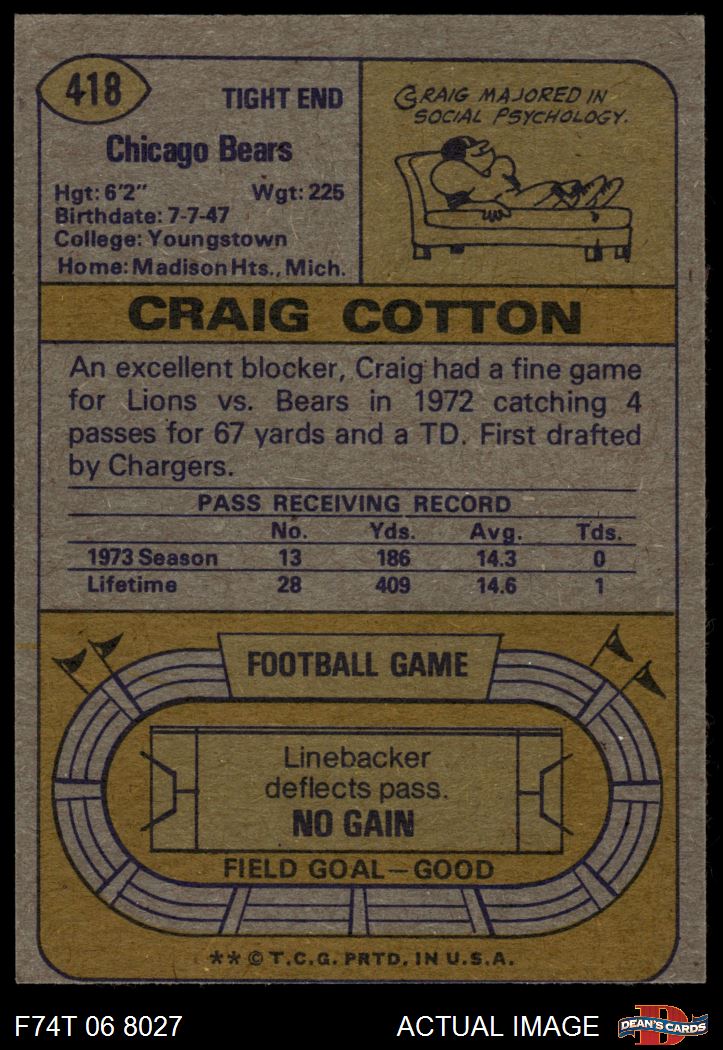 418
TIGHT END
Chicago Bears
Hgt: 6'2" Wgt: 225
Birthdate: 7-7-47
College: Youngstown
Home: Madison Hts., Mich.
CRAIG MAJORED IN
SOCIAL PSYCHOLOGY.
CRAIG COTTON
An excellent blocker, Craig had a fine game
for Lions vs. Bears in 1972 catching 4
passes for 67 yards and a TD. First drafted
by Chargers.
PASS RECEIVING RECORD
No. Yds. Avg. Tds.
1973 Season 13 186 14.3 0
Lifetime 28 409 14.6 1
FOOTBALL GAME
Linebacker
deflects pass.
NO GAIN
FIELD GOAL—GOOD
** © T.C.G. PRTD. IN U.S.A.
F74T 06 8027 ACTUAL IMAGE
D
DEAN'S CARDS